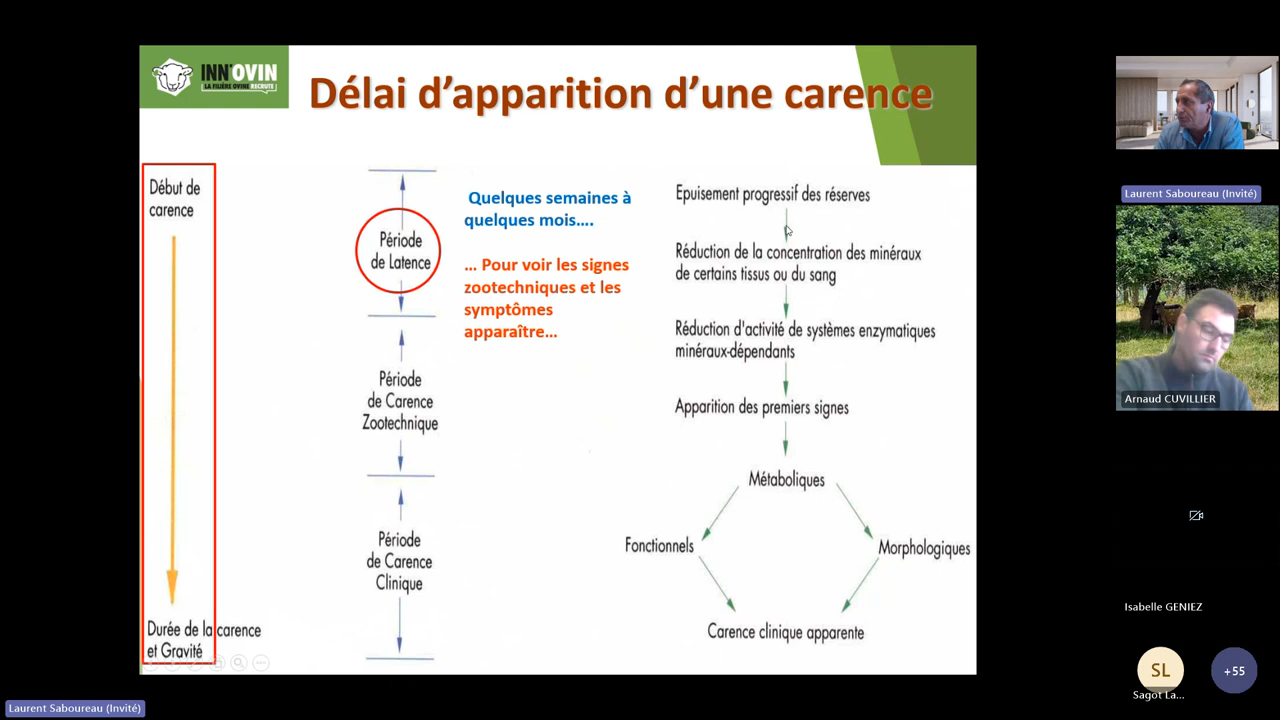 INN'OVIN
LA FILIÈRE OVINE RECRUTE
Délai d'apparition d'une carence
Début de
carence
Durée de la carence
et Gravité
Période
de Latence
Période
de Carence
Zootechnique
Période
de Carence
Clinique
Quelques semaines à
quelques mois....
... Pour voir les signes
zootechniques et les
symptômes
apparaître...
Epuisement progressif des réserves
Réduction de la concentration des minéraux
de certains tissus ou du sang
Réduction d'activité de systèmes enzymatiques
minéraux-dépendants
Apparition des premiers signes
Métaboliques
Fonctionnels
Morphologiques
Carence clinique apparente
Laurent Saboureau (Invité)
Arnaud CUVILLIER
Isabelle GENIEZ
SL
Sagot La...
+55
Laurent Saboureau (Invité)